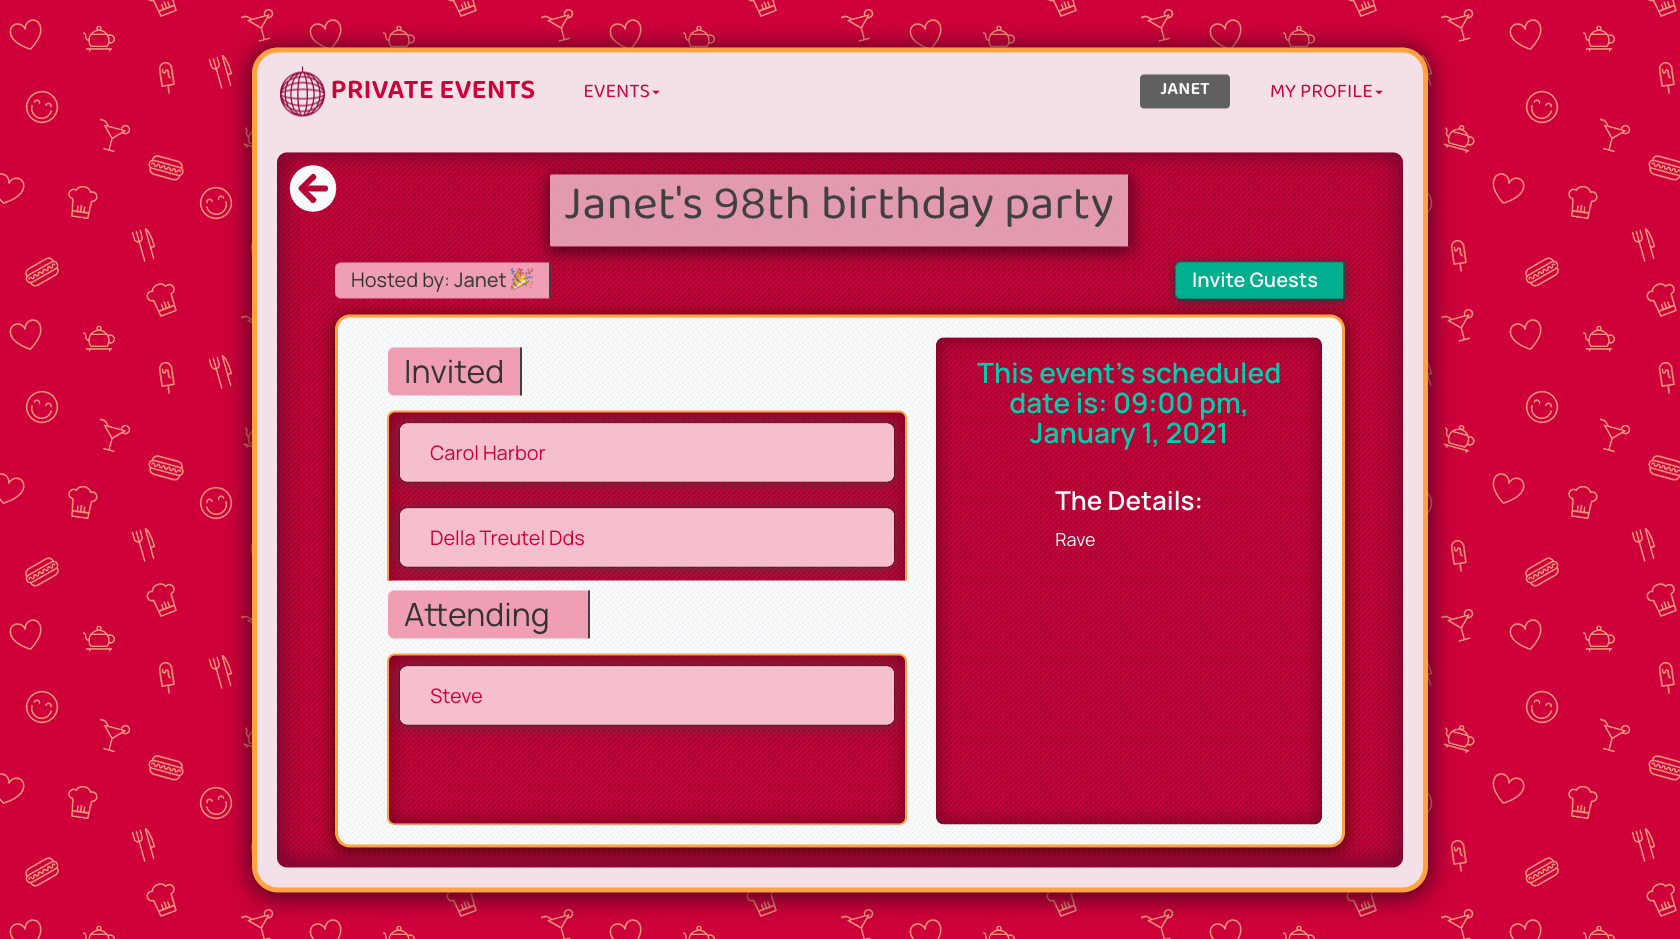 PRIVATE EVENTS
EVENTS
JANET
MY PROFILE
Janet's 98th birthday party
Hosted by: Janet 🎉
Invite Guests
Invited
Carol Harbor
Della Treutel Dds
Attending
Steve
This event's scheduled
date is: 09:00 pm,
January 1, 2021
The Details:
Rave